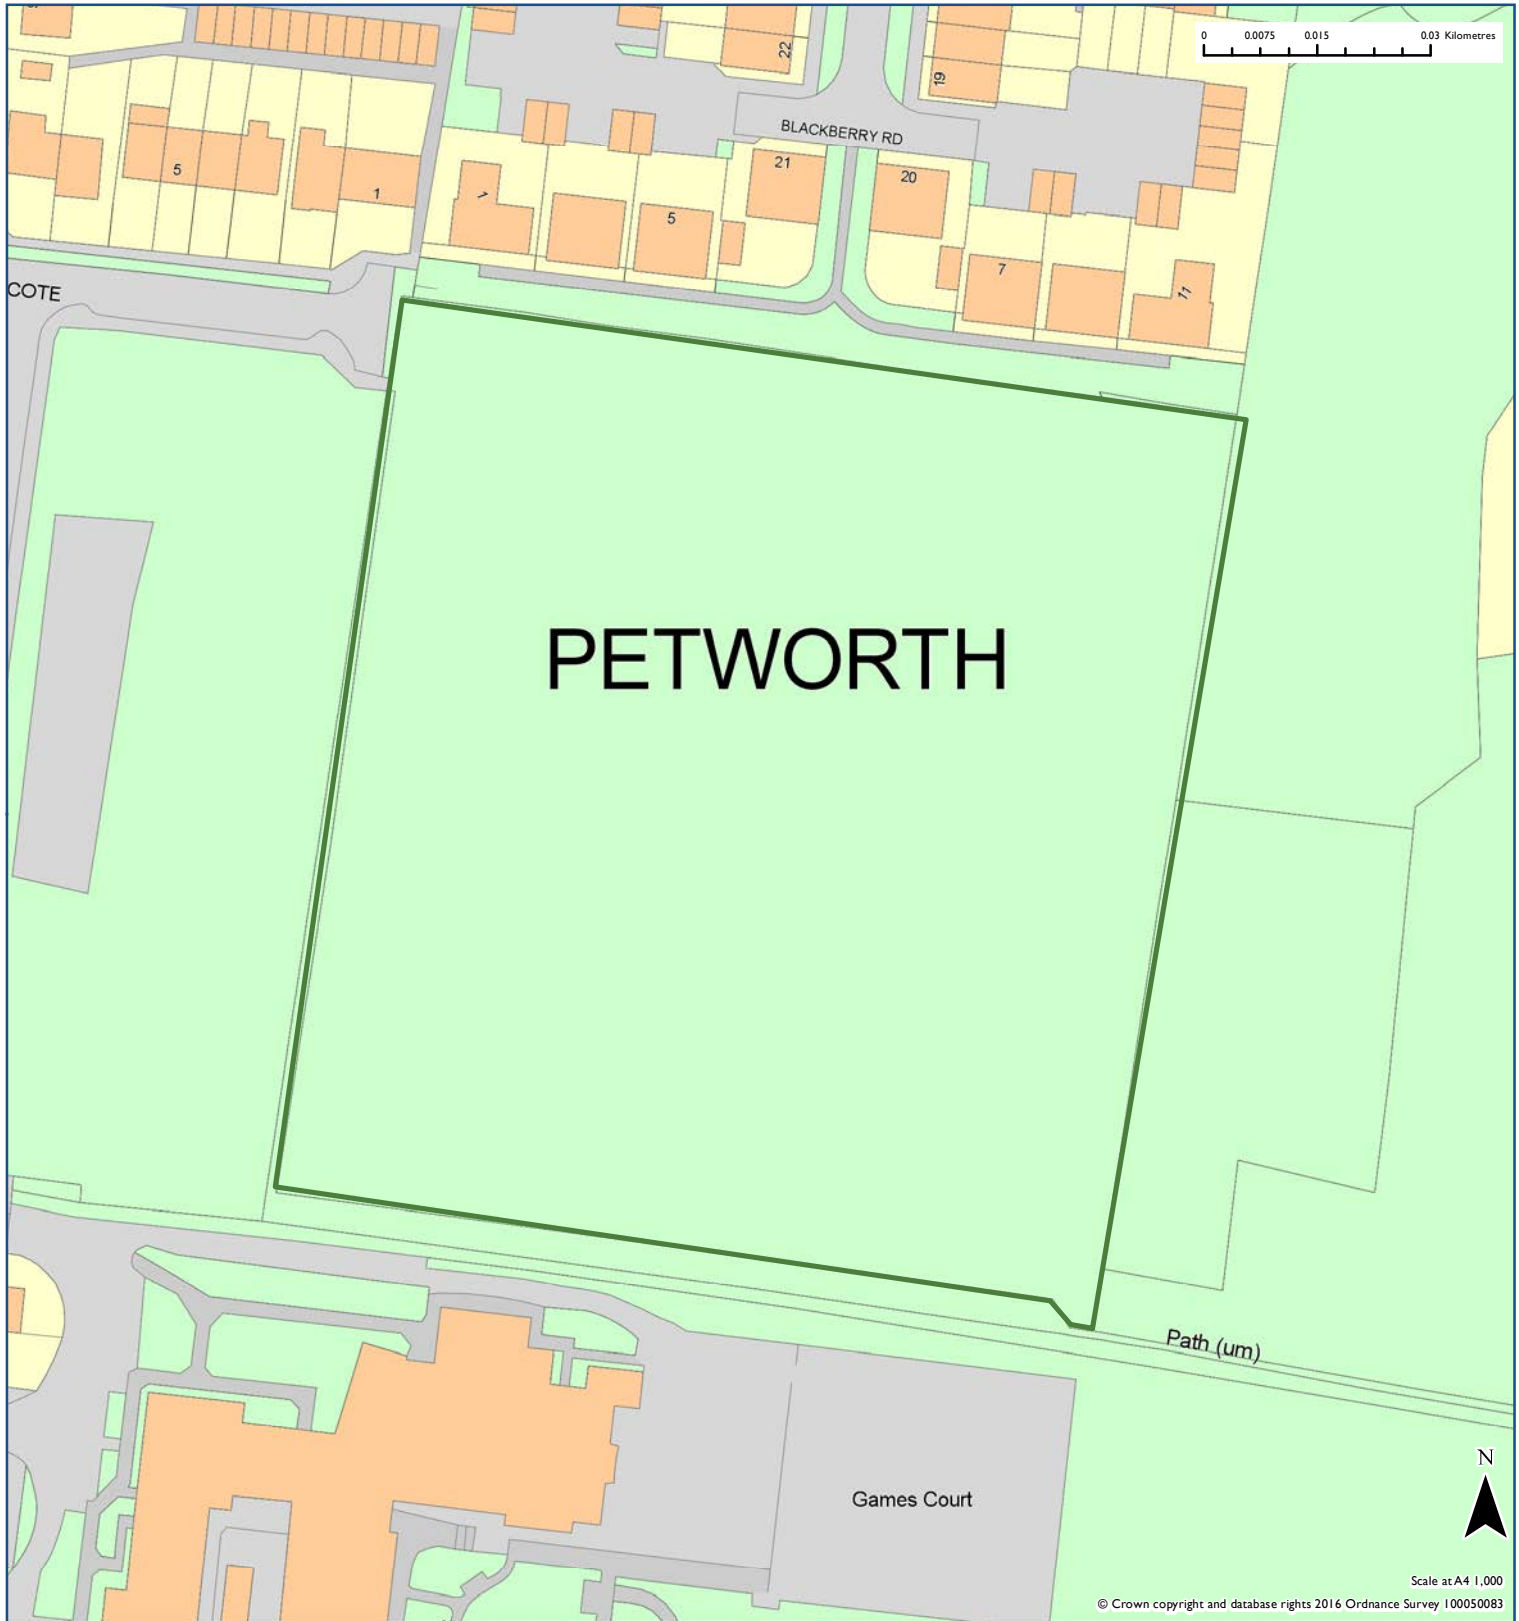 0 0.0075 0.015 0.03 Kilometres
22
19
BLACKBERRY RD
5
1
1
5
21
20
7
11
COTE
PETWORTH
Path (um)
Games Court
N
Scale at A4 1,000
© Crown copyright and database rights 2016 Ordnance Survey 100050083